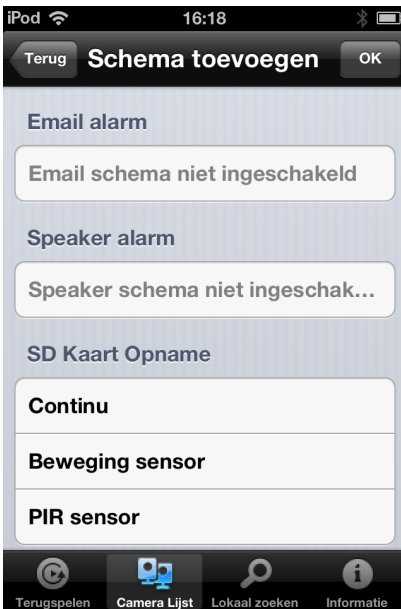 iPod 16:18
Terug Schema toevoegen OK
Email alarm
Email schema niet ingeschakeld
Speaker alarm
Speaker schema niet ingeschak...
SD Kaart Opname
Continu
Beweging sensor
PIR sensor
Terugspelen Camera Lijst Lokaal zoeken Informatie